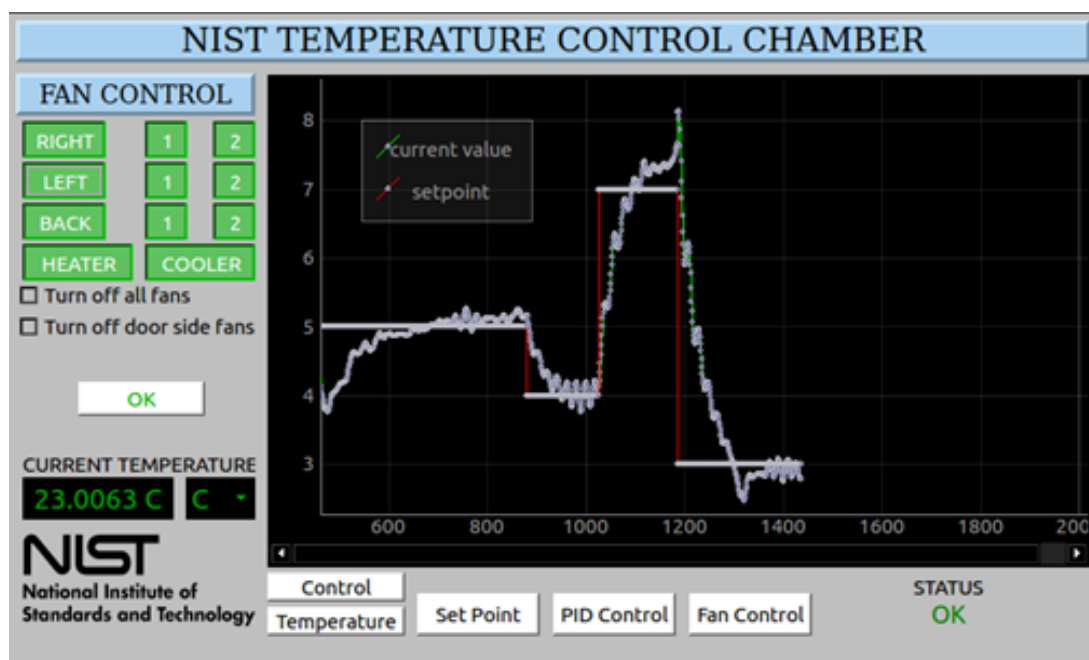 NIST TEMPERATURE CONTROL CHAMBER
FAN CONTROL
RIGHT 1 2
LEFT 1 2
BACK 1 2
HEATER COOLER
Turn off all fans
Turn off door side fans
OK
CURRENT TEMPERATURE
23.0063 C C
NIST
National Institute of
Standards and Technology
8
7
6
5
4
3
current value
setpoint
600 800 1000 1200 1400 1600 1800 200
Control
Temperature
Set Point PID Control Fan Control
STATUS
OK